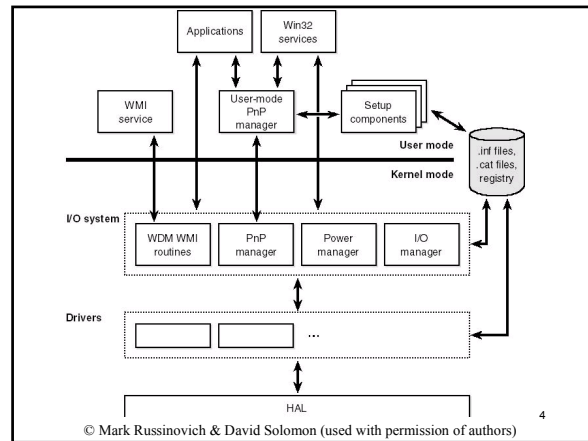 Applications
Win32
services
WMI
service
User-mode
PnP
manager
Setup
components
User mode
Kernel mode
.inf files,
.cat files,
registry
I/O system
WDM WMI
routines
PnP
manager
Power
manager
I/O
manager
Drivers
...
HAL
4
© Mark Russinovich & David Solomon (used with permission of authors)